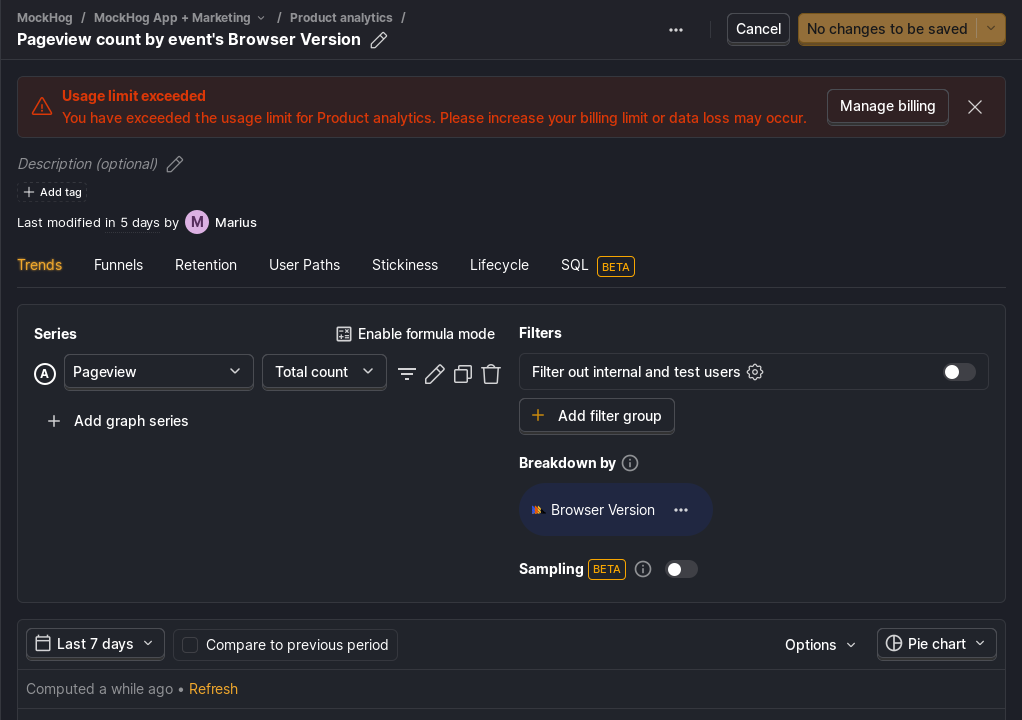 MockHog / MockHog App + Marketing / Product analytics /
Pageview count by event's Browser Version
Cancel
No changes to be saved
Usage limit exceeded
You have exceeded the usage limit for Product analytics. Please increase your billing limit or data loss may occur.
Manage billing
Description (optional)
Add tag
Last modified in 5 days by M Marius
Trends Funnels Retention User Paths Stickiness Lifecycle SQL BETA
Series
Enable formula mode
A Pageview Total count
Add graph series
Filters
Filter out internal and test users
Add filter group
Breakdown by
Browser Version
Sampling BETA
Last 7 days Compare to previous period Options Pie chart
Computed a while ago • Refresh